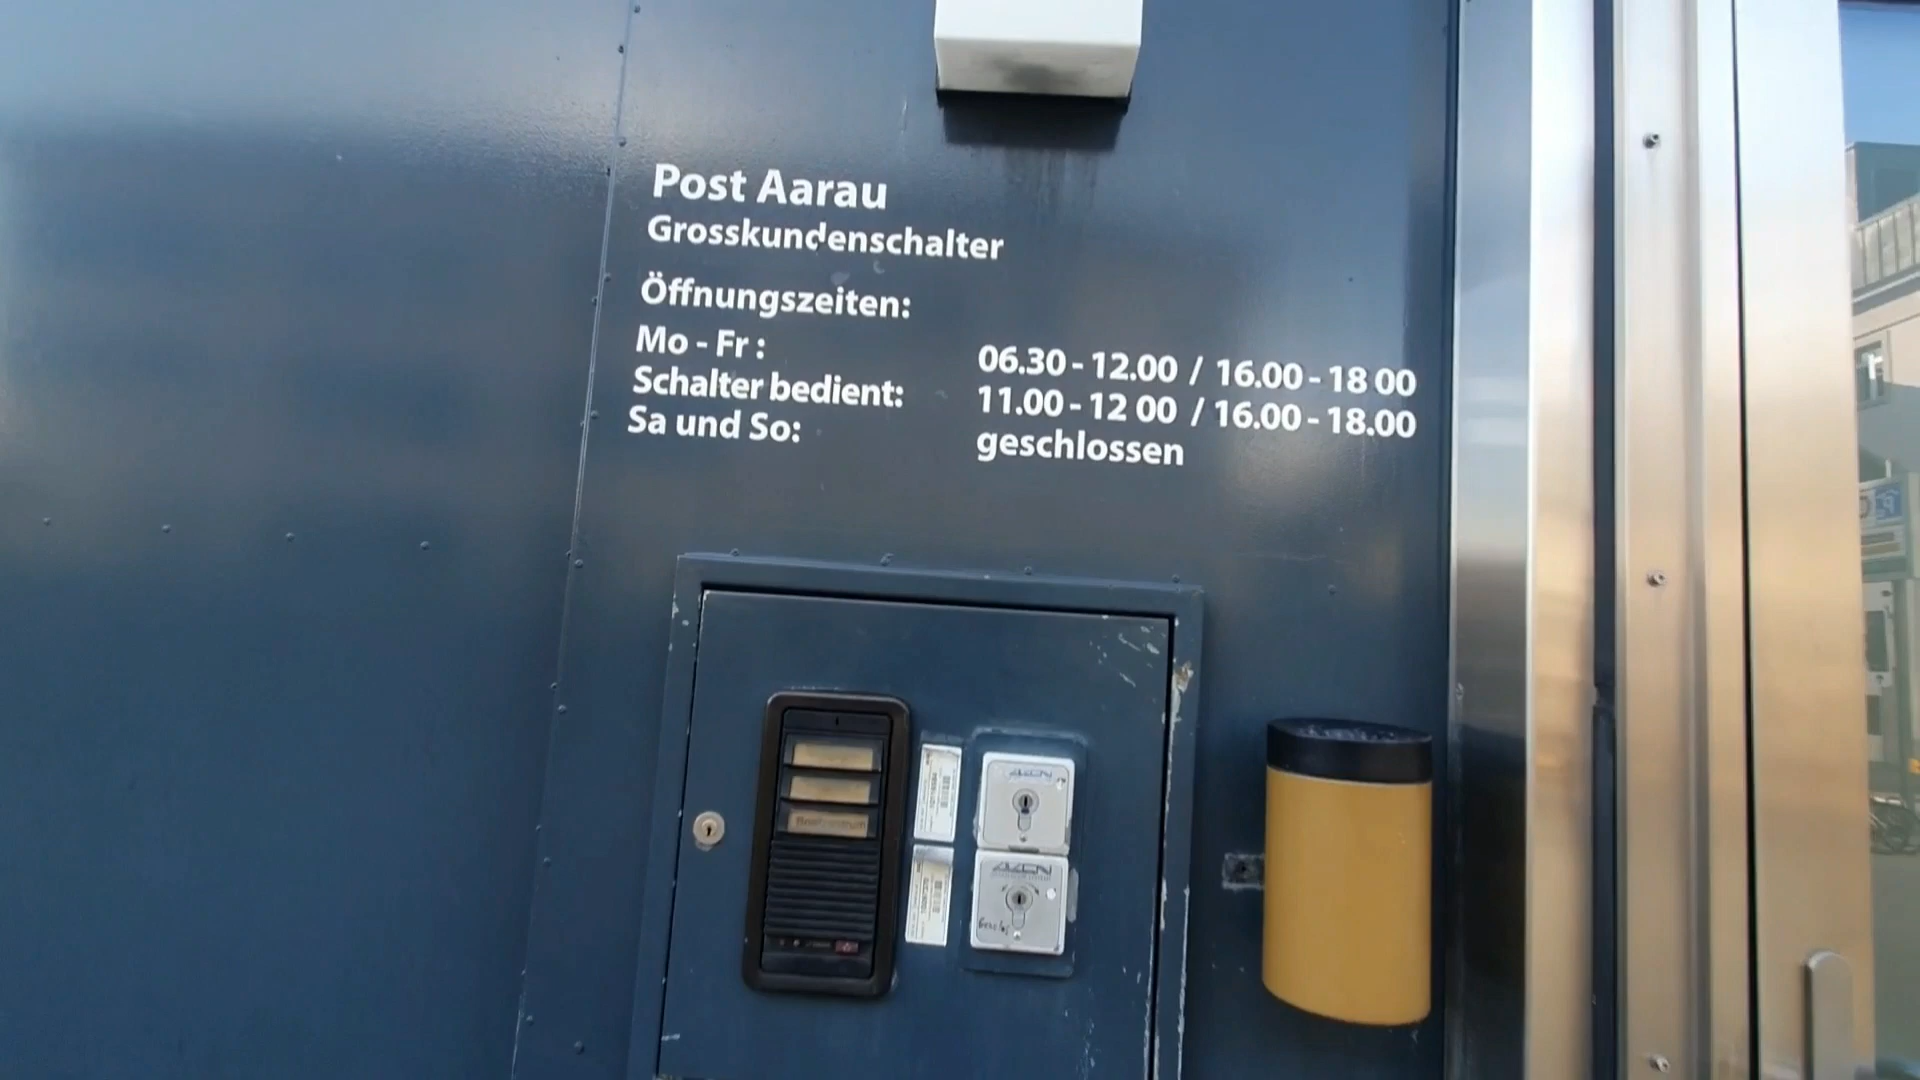 Post Aarau
Grosskundenschalter
Öffnungszeiten:
Mo - Fr : 06.30 - 12.00 / 16.00 - 18 00
Schalter bedient: 11.00 - 12 00 / 16.00 - 18.00
Sa und So: geschlossen